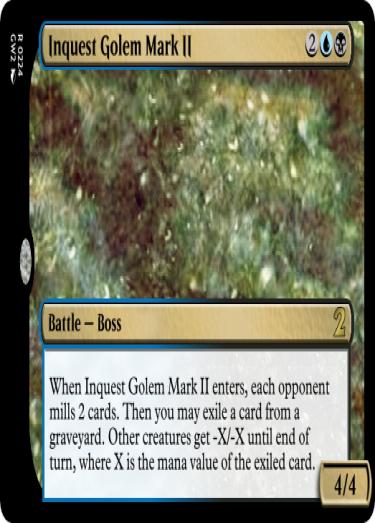 Inquest Golem Mark II
2
R 0224
GW2
Battle — Boss
2
When Inquest Golem Mark II enters, each opponent
mills 2 cards. Then you may exile a card from a
graveyard. Other creatures get -X/-X until end of
turn, where X is the mana value of the exiled card.
4/4